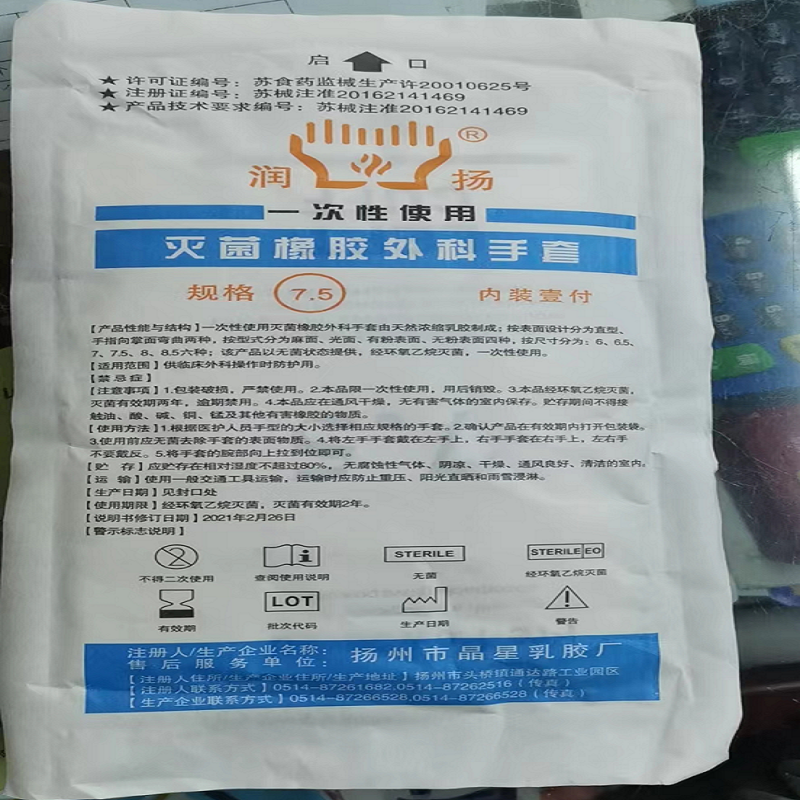 启 口
★ 许可证编号：苏食药监械生产许20010625号
★ 注册证编号：苏械注准20162141469
★ 产品技术要求编号：苏械注准20162141469
润 扬 ®
一次性使用
灭菌橡胶外科手套
规格 7.5 内装壹付
【产品性能与结构】一次性使用灭菌橡胶外科手套由天然浓缩乳胶制成；按表面设计分为直型、
手指向掌面弯曲两种，按型式分为麻面、光面、有粉表面、无粉表面四种，按尺寸分为：6、6.5、
7、7.5、8、8.5六种；该产品以无菌状态提供，经环氧乙烷灭菌，一次性使用。
【适用范围】供临床外科操作时防护用。
【禁忌症】
【注意事项】1.包装破损，严禁使用。2.本品限一次性使用，用后销毁。3.本品经环氧乙烷灭菌，
灭菌有效期两年，逾期禁用。4.本品应在通风干燥，无有害气体的室内保存。贮存期间不得接
触油、酸、碱、铜、锰及其他有害橡胶的物质。
【使用方法】1.根据医护人员手型的大小选择相应规格的手套。2.确认产品在有效期内打开包装袋。
3.使用前应无菌去除手套的表面物质。4.将左手手套戴在左手上，右手手套在右手上，左右手
不要戴反。5.将手套的腕部向上拉到位即可。
【贮 存】应贮存在相对湿度不超过80%，无腐蚀性气体、阴凉、干燥、通风良好、清洁的室内。
【运 输】使用一般交通工具运输，运输时应防止重压、阳光直晒和雨雪浸淋。
【生产日期】见封口处
【使用期限】经环氧乙烷灭菌，灭菌有效期2年。
【说明书修订日期】2021年2月26日
【警示标志说明】
2 i STERILE STERILE EO
不得二次使用 查阅使用说明 无菌 经环氧乙烷灭菌
LOT
有效期 批次代码 生产日期 警告
注册人/生产企业名称：扬州市晶星乳胶厂
售后服务单位：
【注册人住所/生产企业住所/生产地址】扬州市头桥镇通达路工业园区
【注册人联系方式】0514-87261682,0514-87262516（传真）
【生产企业联系方式】0514-87266528,0514-87266528（传真）